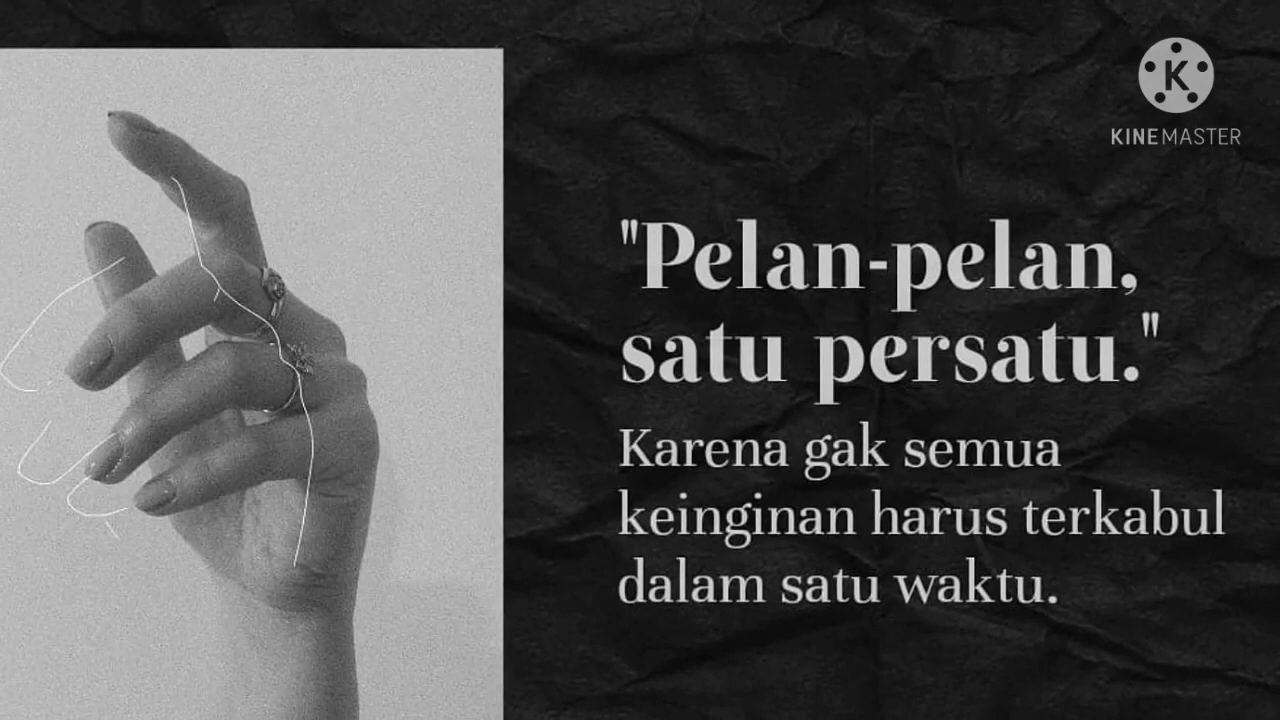 KINEMASTER
"Pelan-pelan,
satu persatu."
Karena gak semua
keinginan harus terkabul
dalam satu waktu.